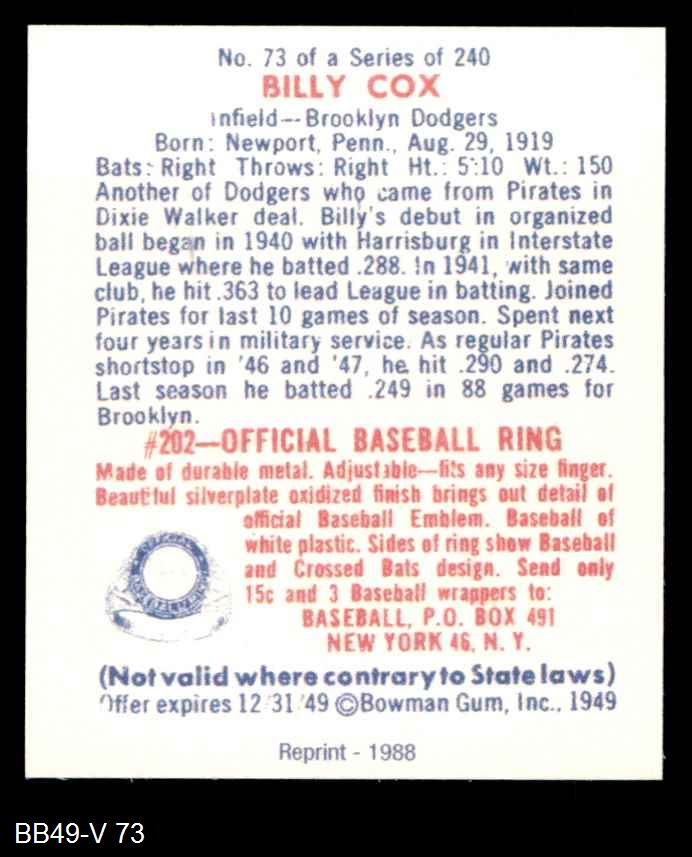 No. 73 of a Series of 240
BILLY COX
Infield--Brooklyn Dodgers
Born: Newport, Penn., Aug. 29, 1919
Bats: Right Throws: Right Ht.: 5:10 Wt.: 150
Another of Dodgers who came from Pirates in
Dixie Walker deal. Billy's debut in organized
ball began in 1940 with Harrisburg in Interstate
League where he batted .288. In 1941, with same
club, he hit .363 to lead League in batting. Joined
Pirates for last 10 games of season. Spent next
four years in military service. As regular Pirates
shortstop in '46 and '47, he hit .290 and .274.
Last season he batted .249 in 88 games for
Brooklyn.
#202—OFFICIAL BASEBALL RING
Made of durable metal. Adjustable—fits any size finger.
Beautiful silverplate oxidized finish brings out detail of
official Baseball Emblem. Baseball of
white plastic. Sides of ring show Baseball
and Crossed Bats design. Send only
15c and 3 Baseball wrappers to:
BASEBALL, P.O. BOX 491
NEW YORK 46, N. Y.
OFFICIAL
BASEBALL RING
(Not valid where contrary to State laws)
Offer expires 12/31/49 ©Bowman Gum, Inc., 1949
Reprint - 1988
BB49-V 73